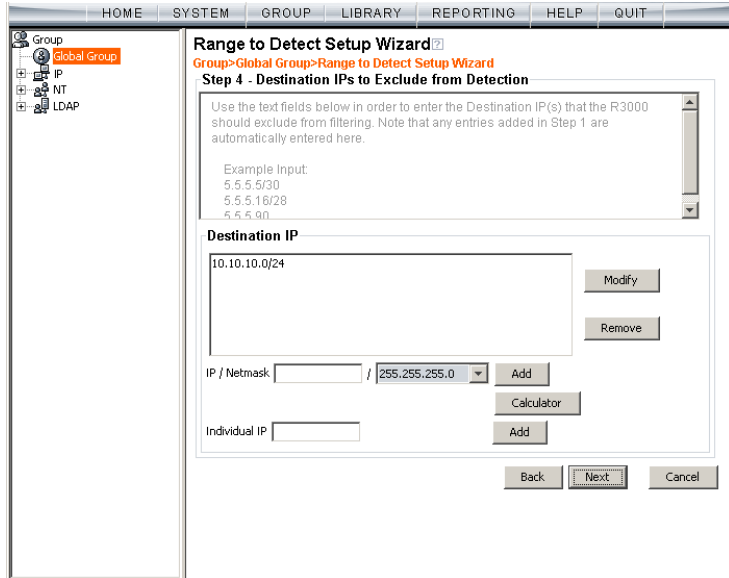 HOME SYSTEM GROUP LIBRARY REPORTING HELP QUIT
Group
Global Group
IP
NT
LDAP
Range to Detect Setup Wizard
Group>Global Group>Range to Detect Setup Wizard
Step 4 - Destination IPs to Exclude from Detection
Use the text fields below in order to enter the Destination IP(s) that the R3000
should exclude from filtering. Note that any entries added in Step 1 are
automatically entered here.
Example Input:
5.5.5.5/30
5.5.5.16/28
5.5.5.90
Destination IP
10.10.10.0/24
Modify
Remove
IP / Netmask / 255.255.255.0 Add
Calculator
Individual IP Add
Back Next Cancel